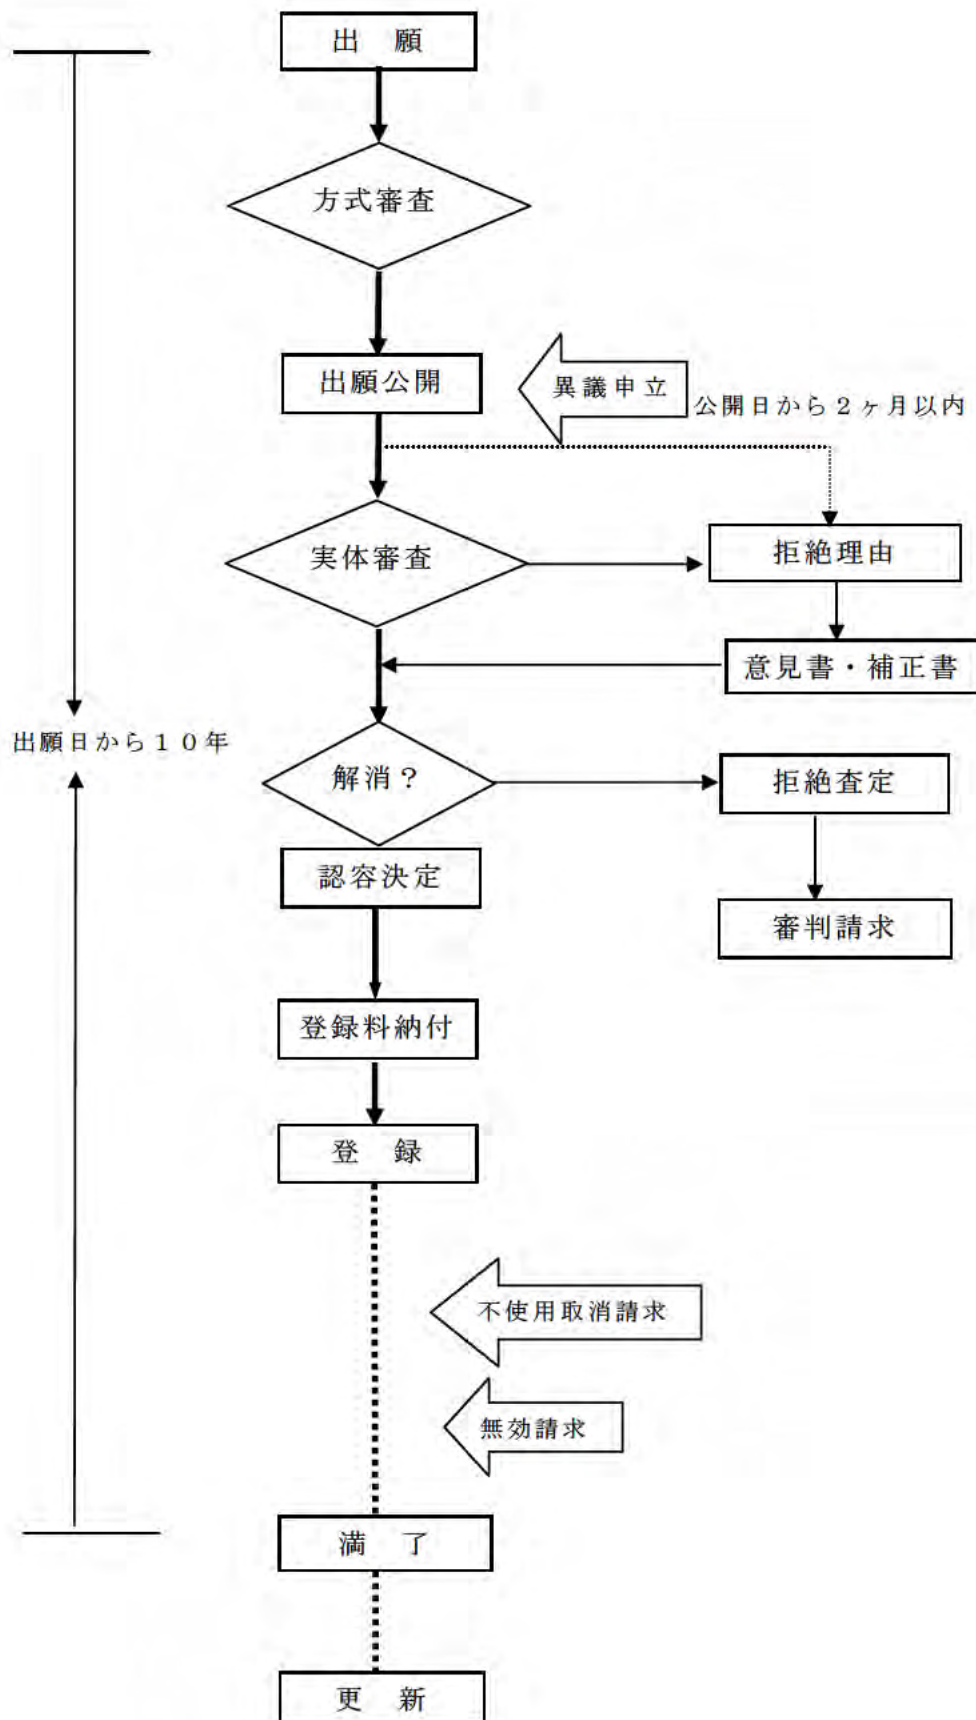 出　願
方式審査
出願公開
異議申立
公開日から２ヶ月以内
実体審査
拒絶理由
意見書・補正書
出願日から１０年
解消？
拒絶査定
認容決定
審判請求
登録料納付
登　録
不使用取消請求
無効請求
満　了
更　新